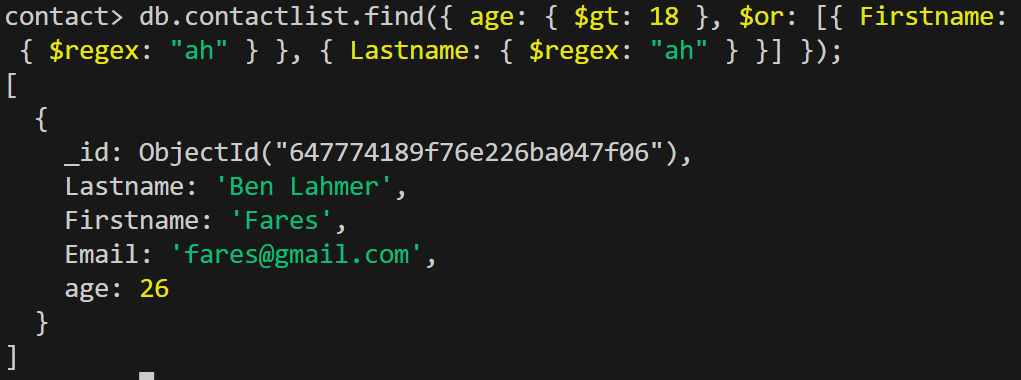 contact> db.contactlist.find({ age: { $gt: 18 }, $or: [{ Firstname:
 { $regex: "ah" } }, { Lastname: { $regex: "ah" } }] });
[
  {
    _id: ObjectId("647774189f76e226ba047f06"),
    Lastname: 'Ben Lahmer',
    Firstname: 'Fares',
    Email: 'fares@gmail.com',
    age: 26
  }
]